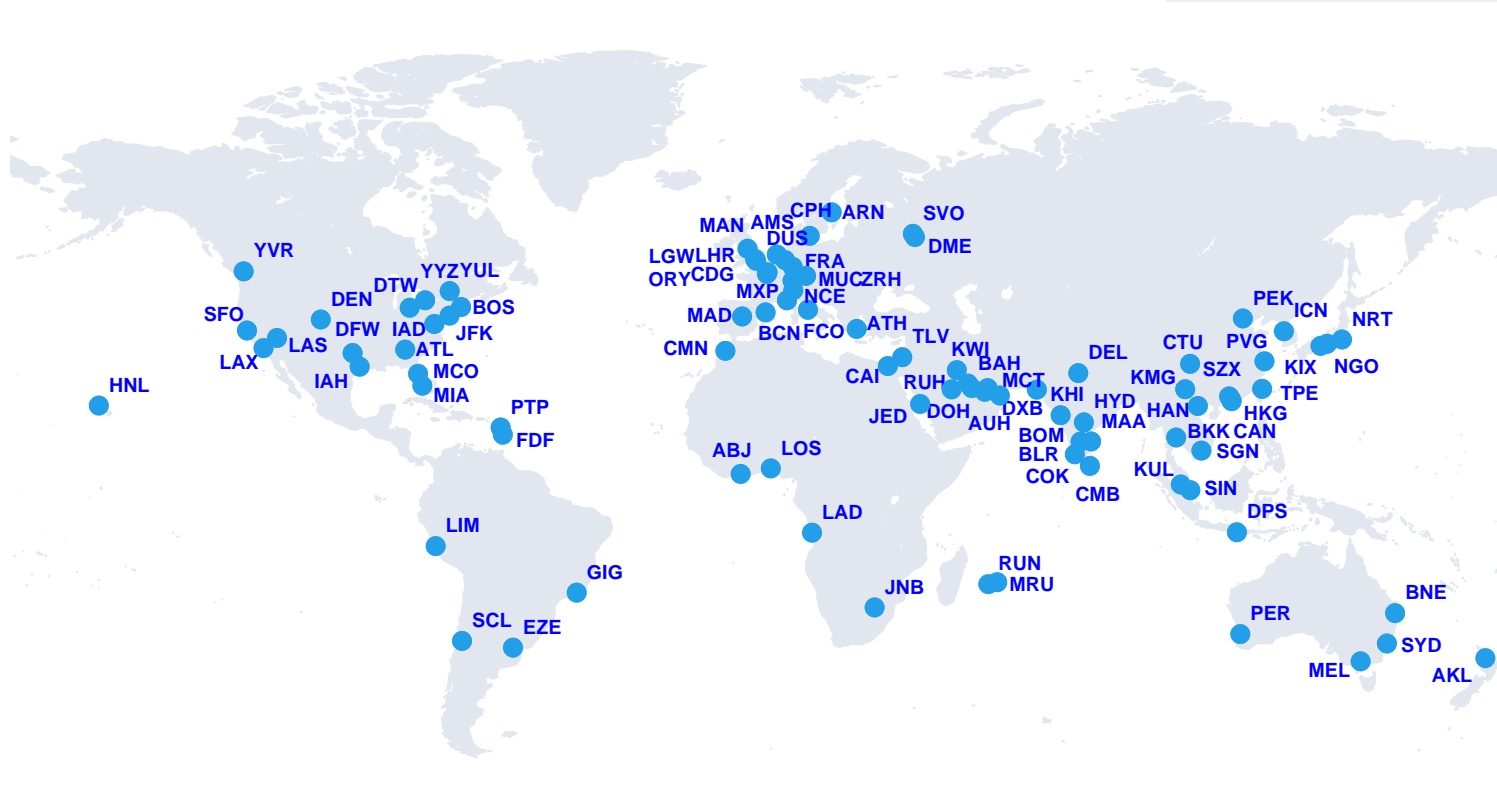 CPH
ARN
SVO
MAN
AMS
DUS
DME
YVR
LGW
LHR
FRA
ORY
CDG
MUC
ZRH
YYZ
YUL
DTW
DEN
MXP
NCE
BOS
SFO
DFW
IAD
JFK
MAD
BCN
FCO
ATH
PEK
ICN
NRT
LAS
LAX
ATL
CMN
TLV
KWI
BAH
DEL
CTU
PVG
KIX
NGO
IAH
MCO
MIA
CAI
RUH
MCT
KMG
SZX
HNL
JED
DOH
DXB
KHI
HYD
HAN
TPE
PTP
AUH
MAA
HKG
FDF
BOM
BKK
CAN
ABJ
LOS
BLR
SGN
COK
KUL
CMB
SIN
LIM
LAD
DPS
GIG
RUN
JNB
MRU
BNE
SCL
EZE
PER
SYD
MEL
AKL